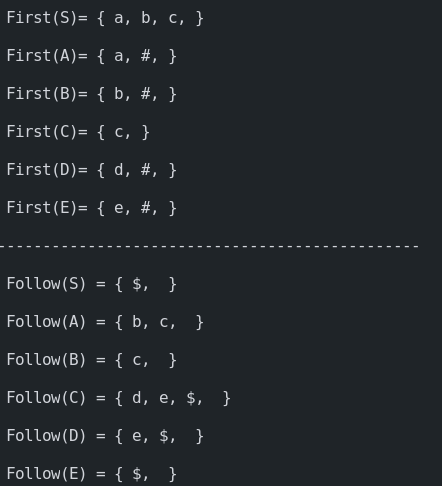 First(S)= { a, b, c, }
First(A)= { a, #, }
First(B)= { b, #, }
First(C)= { c, }
First(D)= { d, #, }
First(E)= { e, #, }
-----------------------------------------------
Follow(S) = { $,  }
Follow(A) = { b, c,  }
Follow(B) = { c,  }
Follow(C) = { d, e, $,  }
Follow(D) = { e, $,  }
Follow(E) = { $,  }